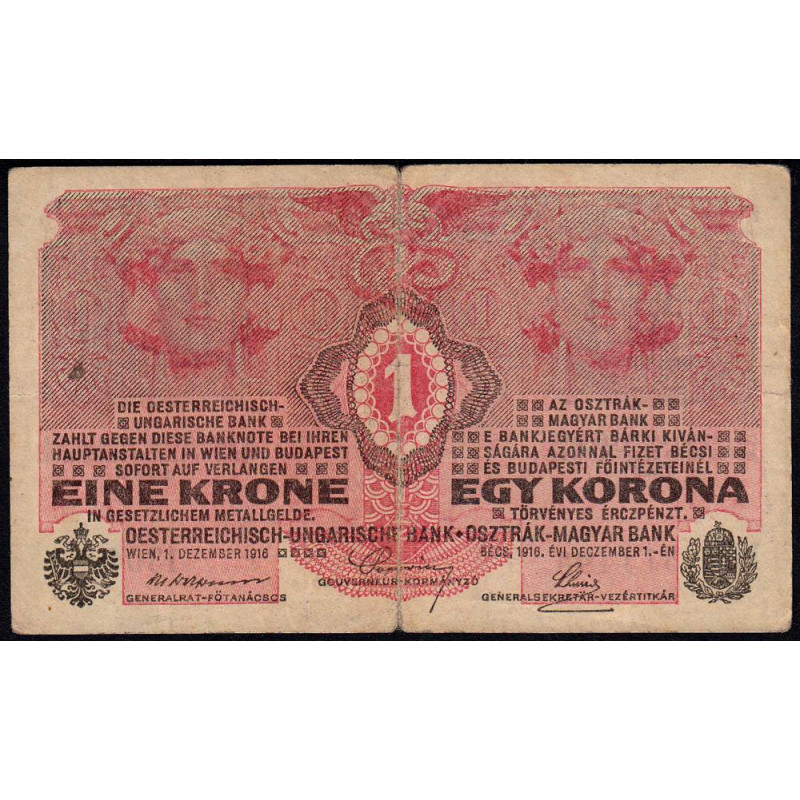 1
DIE OESTERREICHISCH-
UNGARISCHE BANK
ZAHLT GEGEN DIESE BANKNOTE BEI IHREN
HAUPTANSTALTEN IN WIEN UND BUDAPEST
SOFORT AUF VERLANGEN
EINE KRONE
IN GESETZLICHEM METALLGELDE.
AZ OSZTRÁK-
MAGYAR BANK
E BANKJEGYÉRT BÁRKI KIVÁN-
SÁGÁRA AZONNAL FIZET BÉCSI
ÉS BUDAPESTI FŐINTÉZETEINÉL
EGY KORONA
TÖRVÉNYES ÉRCZPÉNZT.
OESTERREICHISCH-UNGARISCHE BANK • OSZTRÁK-MAGYAR BANK
WIEN, 1. DEZEMBER 1916
BÉCS, 1916. ÉVI DECZEMBER 1.-ÉN
GENERALRAT-FŐTANÁCSOS
GOUVERNEUR-KORMÁNYZÓ
GENERALSEKRETÄR-VEZÉRTITKÁR